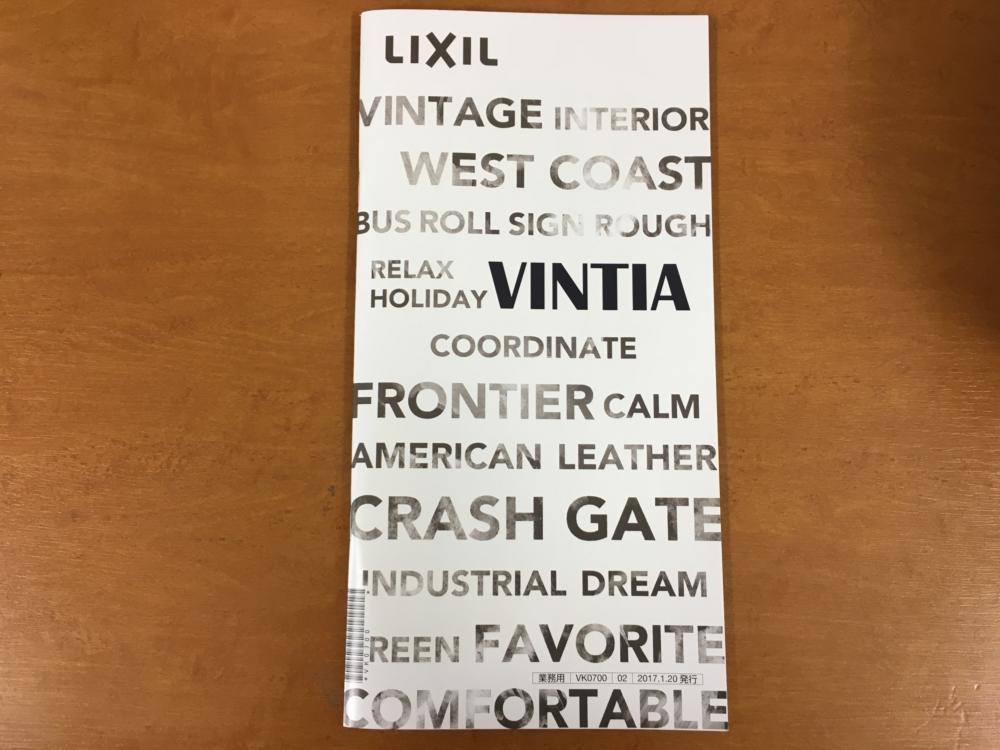 LIXIL
VINTAGE INTERIOR
WEST COAST
BUS ROLL SIGN ROUGH
RELAX
HOLIDAY VINTIA
COORDINATE
FRONTIER CALM
AMERICAN LEATHER
CRASH GATE
INDUSTRIAL DREAM
REEN FAVORITE
業務用 VK0700 02 2017.1.20 発行
COMFORTABLE
*VK0700*